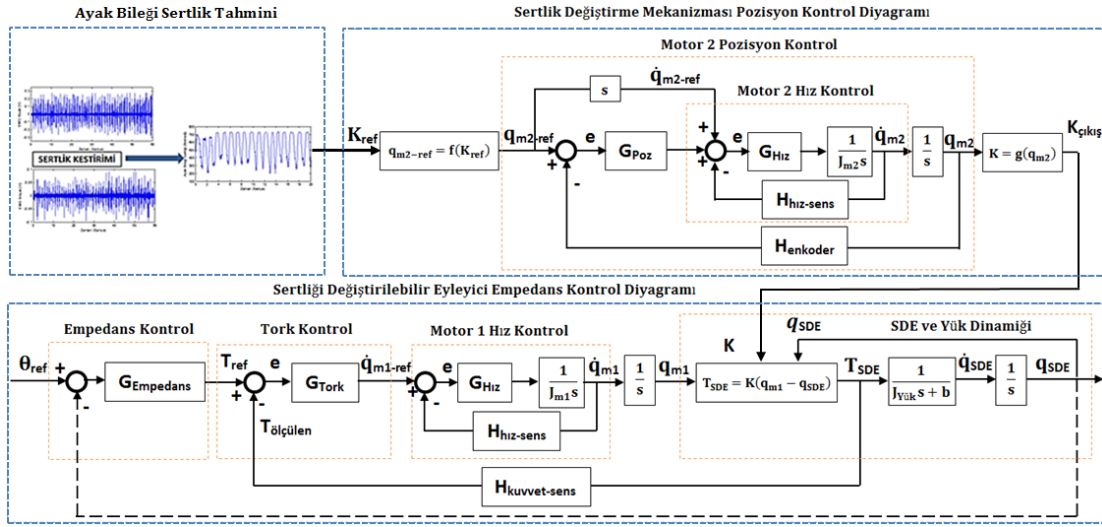 Ayak Bileği Sertlik Tahmini
SERTLİK KESTİRİMİ
Sertlik Değiştirme Mekanizması Pozisyon Kontrol Diyagramı
Motor 2 Pozisyon Kontrol
Motor 2 Hız Kontrol
K_ref
q_m2−ref = f(K_ref)
q_m2-ref
s
q̇_m2-ref
+
-
e
G_Poz
+
+
-
e
G_Hız
1
J_m2 s
q̇_m2
1
s
q_m2
K = g(q_m2)
K_çıkış
H_hız-sens
H_enkoder
Sertliği Değiştirilebilir Eyleyici Empedans Kontrol Diyagramı
Empedans Kontrol
Tork Kontrol
Motor 1 Hız Kontrol
SDE ve Yük Dinamiği
θ_ref
+
-
G_Empedans
T_ref
+
-
e
G_Tork
q̇_m1-ref
+
-
e
G_Hız
1
J_m1 s
q̇_m1
1
s
q_m1
K
q_SDE
T_SDE = K(q_m1 − q_SDE)
T_SDE
1
J_Yük s + b
q̇_SDE
1
s
q_SDE
H_hız-sens
T_ölçülen
H_kuvvet-sens